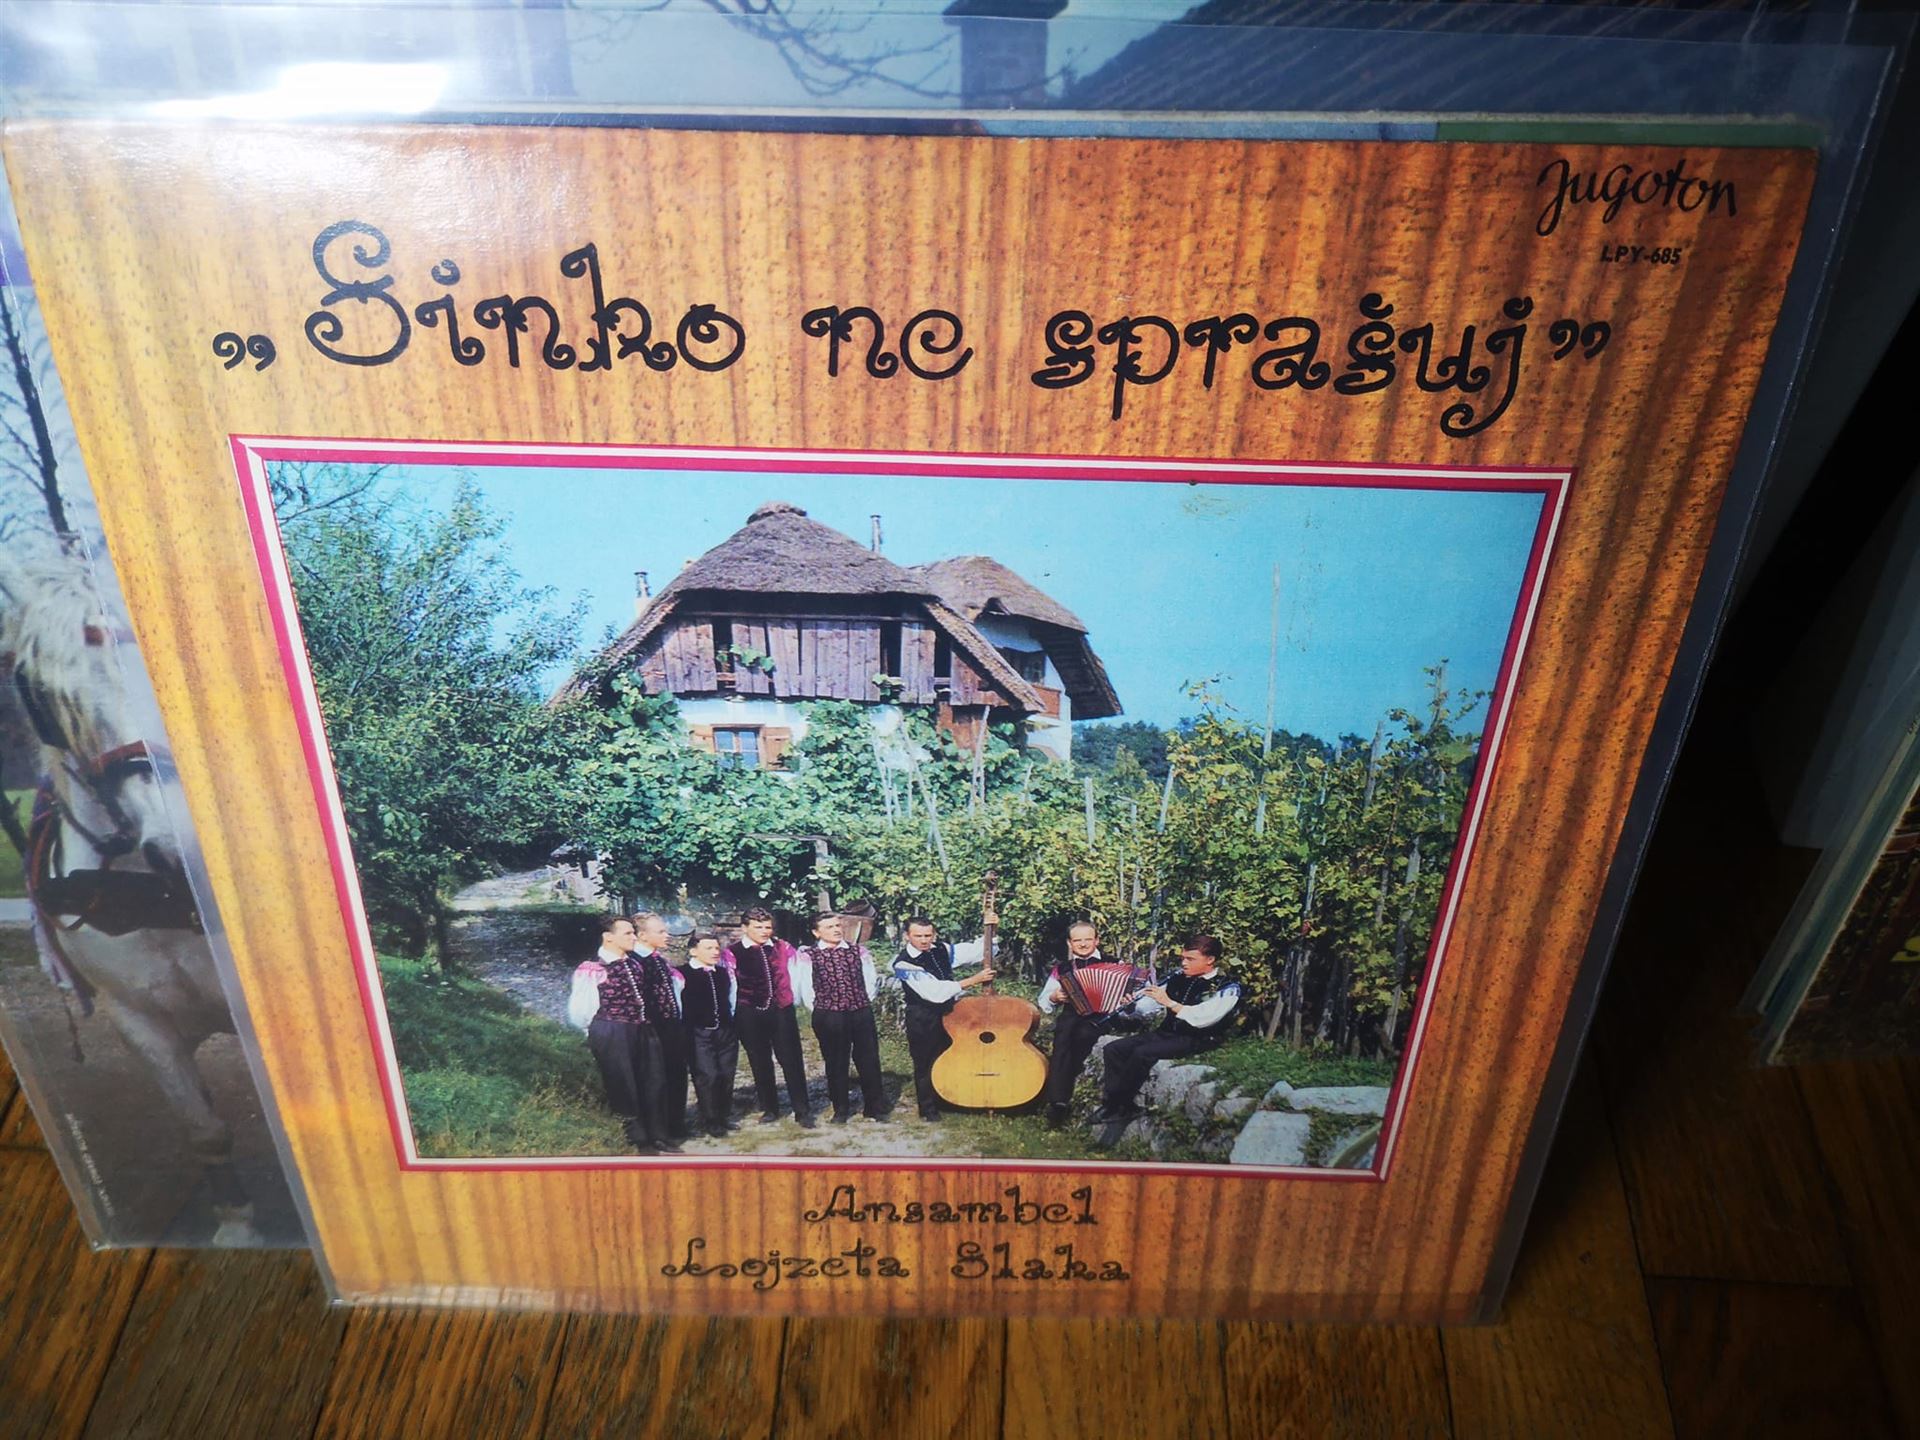 Jugoton
LPY-685
„Sinko ne sprašuj”
Ansambel
Lojzeta Slaka